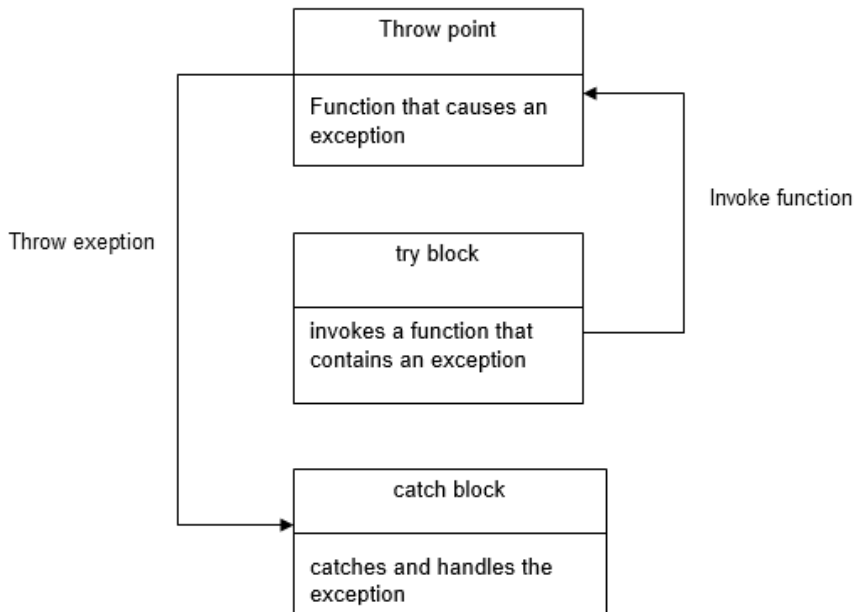 Throw point
Function that causes an
exception
Invoke function
Throw exeption
try block
invokes a function that
contains an exception
catch block
catches and handles the
exception